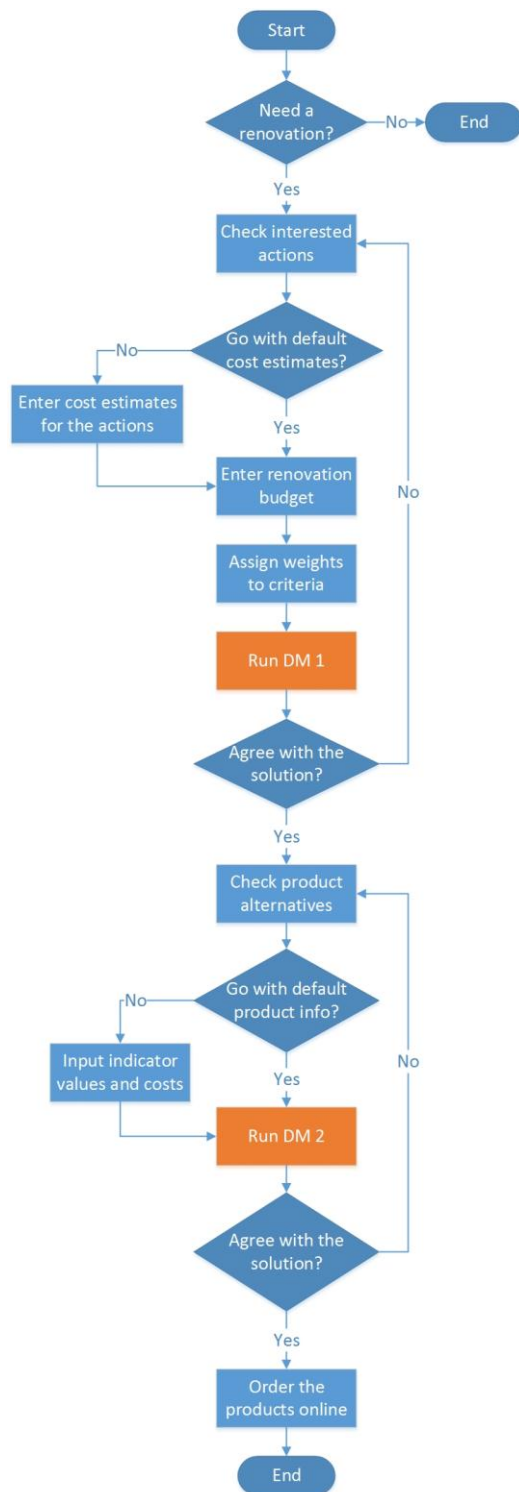 Start
Need a
renovation?
No
End
Yes
Check interested
actions
Go with default
cost estimates?
No
Enter cost estimates
for the actions
Yes
Enter renovation
budget
No
Assign weights
to criteria
Run DM 1
Agree with the
solution?
Yes
Check product
alternatives
Go with default
product info?
No
Input indicator
values and costs
Yes
No
Run DM 2
Agree with the
solution?
Yes
Order the
products online
End